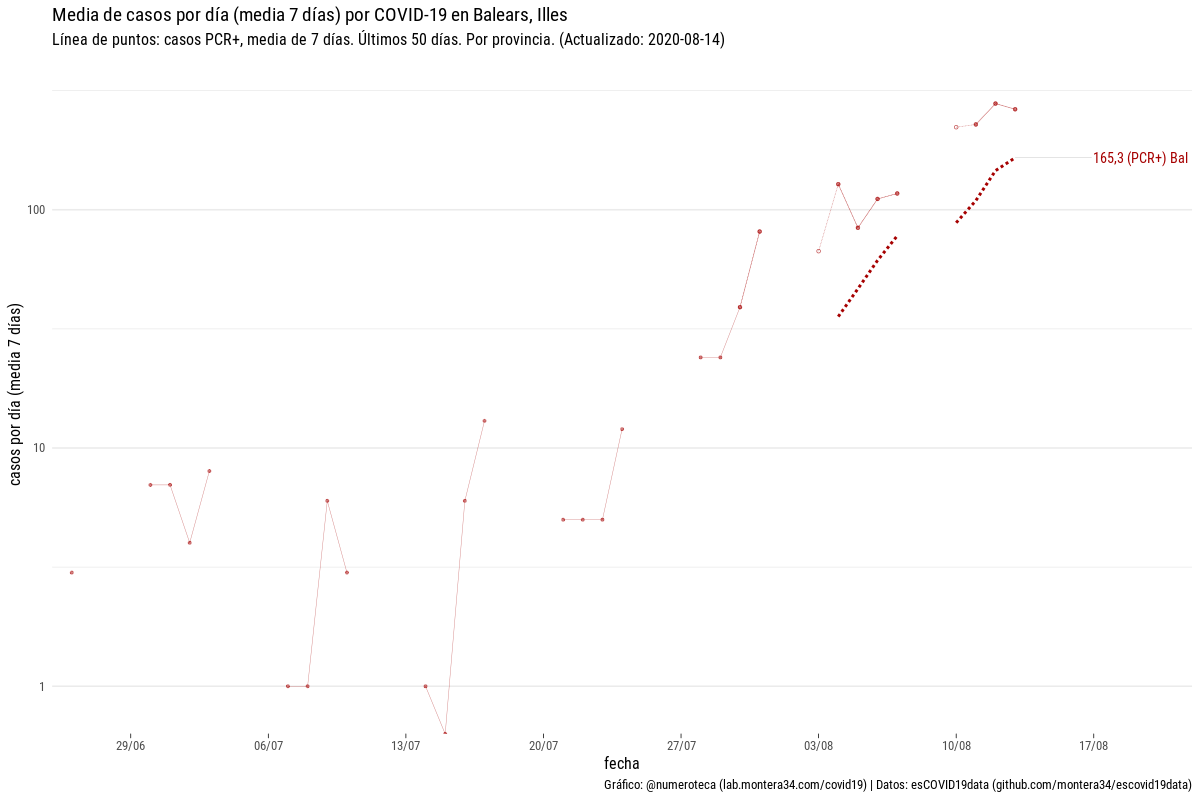 Media de casos por día (media 7 días) por COVID-19 en Balears, Illes
Línea de puntos: casos PCR+, media de 7 días. Últimos 50 días. Por provincia. (Actualizado: 2020-08-14)
casos por día (media 7 días)
100
10
1
165,3 (PCR+) Bal
29/06 06/07 13/07 20/07 27/07 03/08 10/08 17/08
fecha
Gráfico: @numeroteca (lab.montera34.com/covid19) | Datos: esCOVID19data (github.com/montera34/escovid19data)